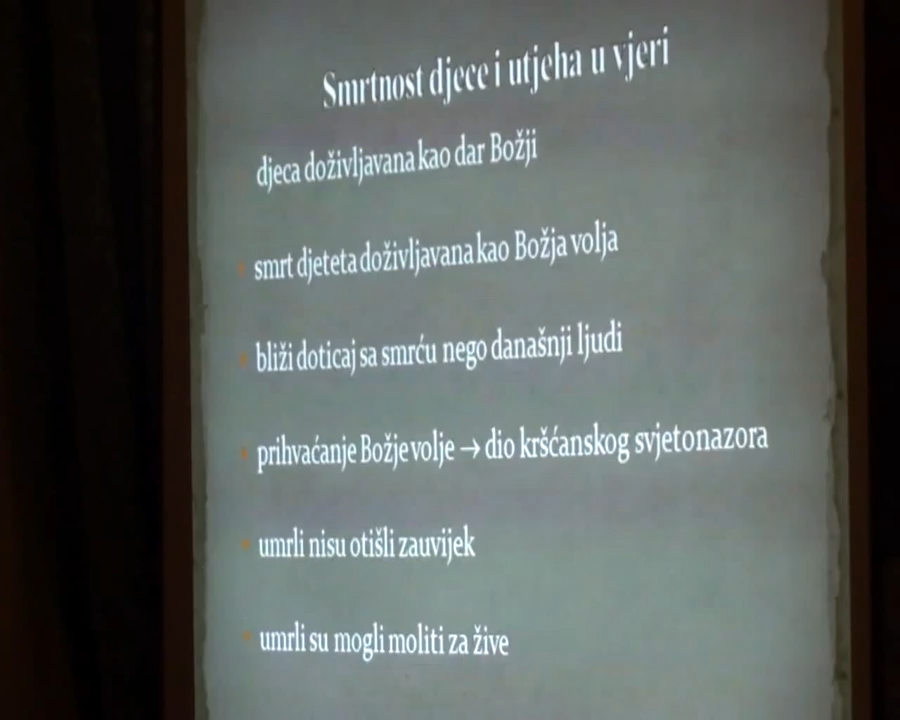 Smrtnost djece i utjeha u vjeri
djeca doživljavana kao dar Božji
smrt djeteta doživljavana kao Božja volja
bliži doticaj sa smrću nego današnji ljudi
prihvaćanje Božje volje → dio kršćanskog svjetonazora
umrli nisu otišli zauvijek
umrli su mogli moliti za žive